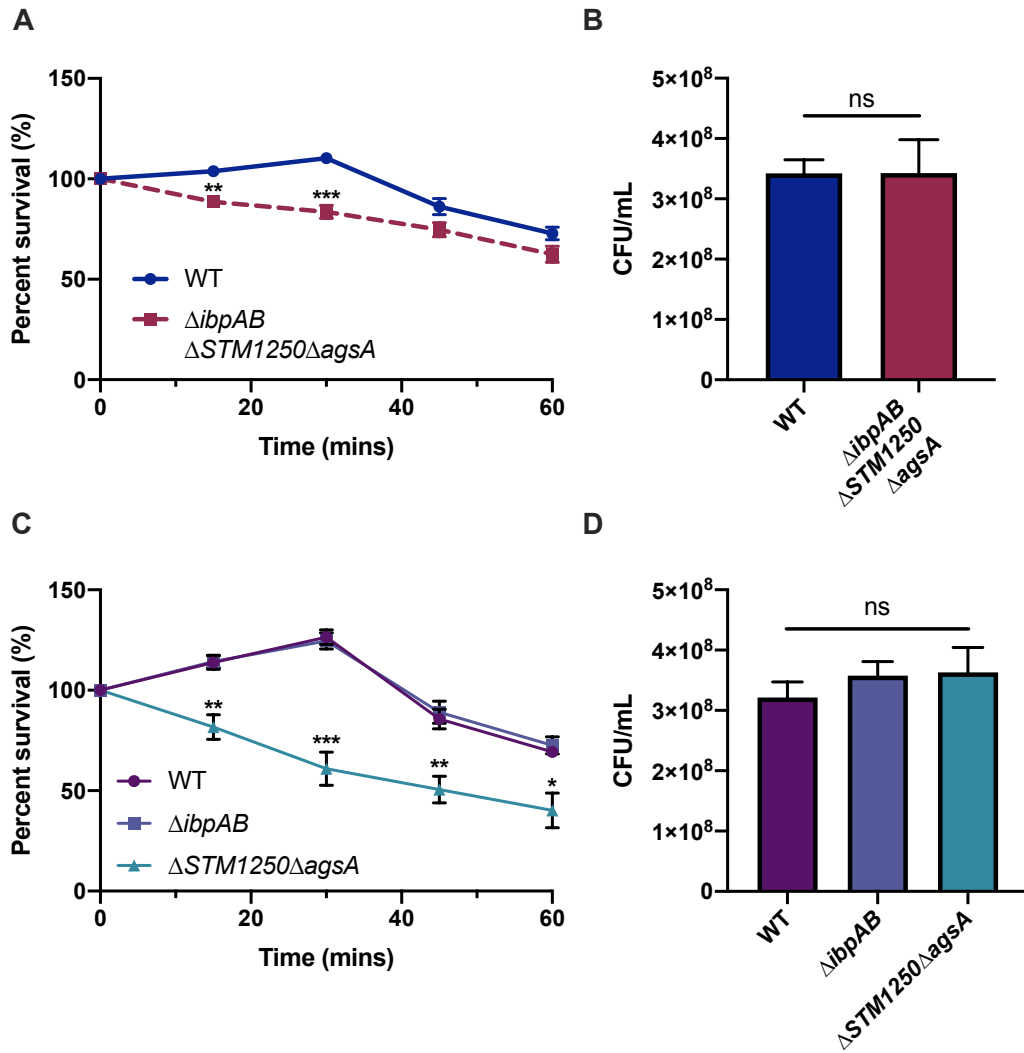 A
Percent survival (%)
150
100
50
0
**
***
WT
ΔibpAB
ΔSTM1250ΔagsA
0
20
40
60
Time (mins)
B
CFU/mL
5×10⁸
4×10⁸
3×10⁸
2×10⁸
1×10⁸
0
ns
WT
ΔibpAB
ΔSTM1250
ΔagsA
C
Percent survival (%)
150
100
50
0
**
***
**
*
WT
ΔibpAB
ΔSTM1250ΔagsA
0
20
40
60
Time (mins)
D
CFU/mL
5×10⁸
4×10⁸
3×10⁸
2×10⁸
1×10⁸
0
ns
WT
ΔibpAB
ΔSTM1250ΔagsA